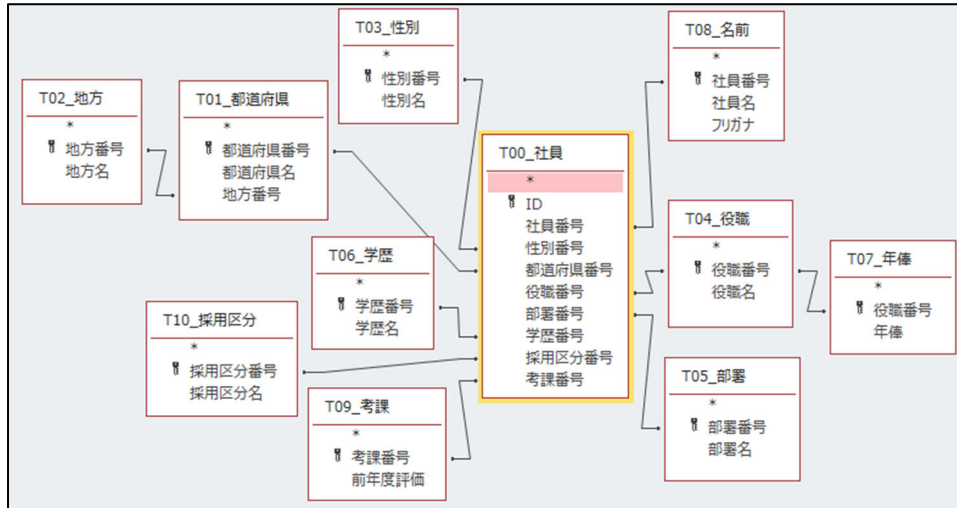 T03_性別
*
性別番号
性別名
T08_名前
*
社員番号
社員名
フリガナ
T02_地方
*
地方番号
地方名
T01_都道府県
*
都道府県番号
都道府県名
地方番号
T00_社員
*
ID
社員番号
性別番号
都道府県番号
役職番号
部署番号
学歴番号
採用区分番号
考課番号
T04_役職
*
役職番号
役職名
T07_年俸
*
役職番号
年俸
T06_学歴
*
学歴番号
学歴名
T10_採用区分
*
採用区分番号
採用区分名
T05_部署
*
部署番号
部署名
T09_考課
*
考課番号
前年度評価